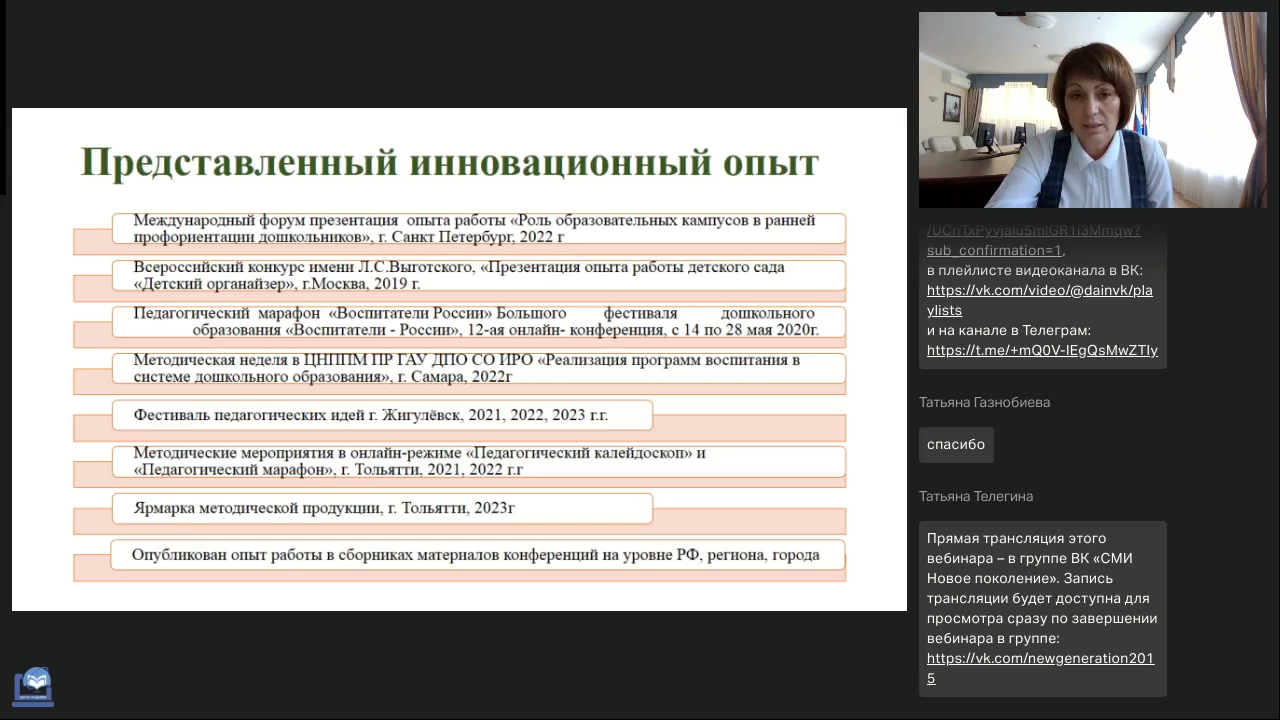 Представленный инновационный опыт
Международный форум презентация опыта работы «Роль образовательных кампусов в ранней
профориентации дошкольников», г. Санкт Петербург, 2022 г
Всероссийский конкурс имени Л.С.Выготского, «Презентация опыта работы детского сада
«Детский органайзер», г.Москва, 2019 г.
Педагогический марафон «Воспитатели России» Большого фестиваля дошкольного
образования «Воспитатели - России», 12-ая онлайн- конференция, с 14 по 28 мая 2020г.
Методическая неделя в ЦНППМ ПР ГАУ ДПО СО ИРО «Реализация программ воспитания в
системе дошкольного образования», г. Самара, 2022г
Фестиваль педагогических идей г. Жигулёвск, 2021, 2022, 2023 г.г.
Методические мероприятия в онлайн-режиме «Педагогический калейдоскоп» и
«Педагогический марафон», г. Тольятти, 2021, 2022 г.г
Ярмарка методической продукции, г. Тольятти, 2023г
Опубликован опыт работы в сборниках материалов конференций на уровне РФ, региона, города
sub_confirmation=1,
в плейлисте видеоканала в ВК:
https://vk.com/video/@dainvk/pla
ylists
и на канале в Телеграм:
https://t.me/+mQ0V-IEgQsMwZTIy
Татьяна Газнобиева
спасибо
Татьяна Телегина
Прямая трансляция этого
вебинара – в группе ВК «СМИ
Новое поколение». Запись
трансляции будет доступна для
просмотра сразу по завершении
вебинара в группе:
https://vk.com/newgeneration201
5